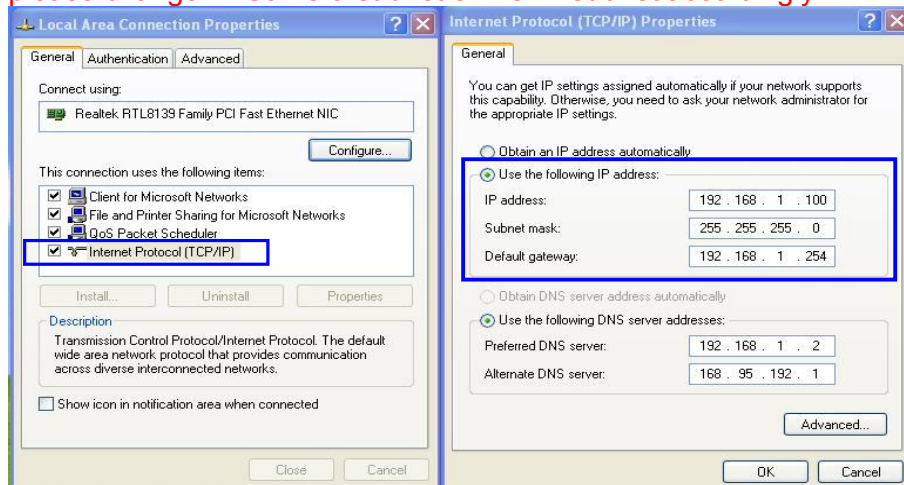 Local Area Connection Properties
General Authentication Advanced
Connect using:
Realtek RTL8139 Family PCI Fast Ethernet NIC
Configure...
This connection uses the following items:
Client for Microsoft Networks
File and Printer Sharing for Microsoft Networks
QoS Packet Scheduler
Internet Protocol (TCP/IP)
Install... Uninstall Properties
Description
Transmission Control Protocol/Internet Protocol. The default
wide area network protocol that provides communication
across diverse interconnected networks.
Show icon in notification area when connected
Close Cancel
Internet Protocol (TCP/IP) Properties
General
You can get IP settings assigned automatically if your network supports
this capability. Otherwise, you need to ask your network administrator for
the appropriate IP settings.
Obtain an IP address automatically
Use the following IP address:
IP address: 192 . 168 . 1 . 100
Subnet mask: 255 . 255 . 255 . 0
Default gateway: 192 . 168 . 1 . 254
Obtain DNS server address automatically
Use the following DNS server addresses:
Preferred DNS server: 192 . 168 . 1 . 2
Alternate DNS server: 168 . 95 . 192 . 1
Advanced...
OK Cancel